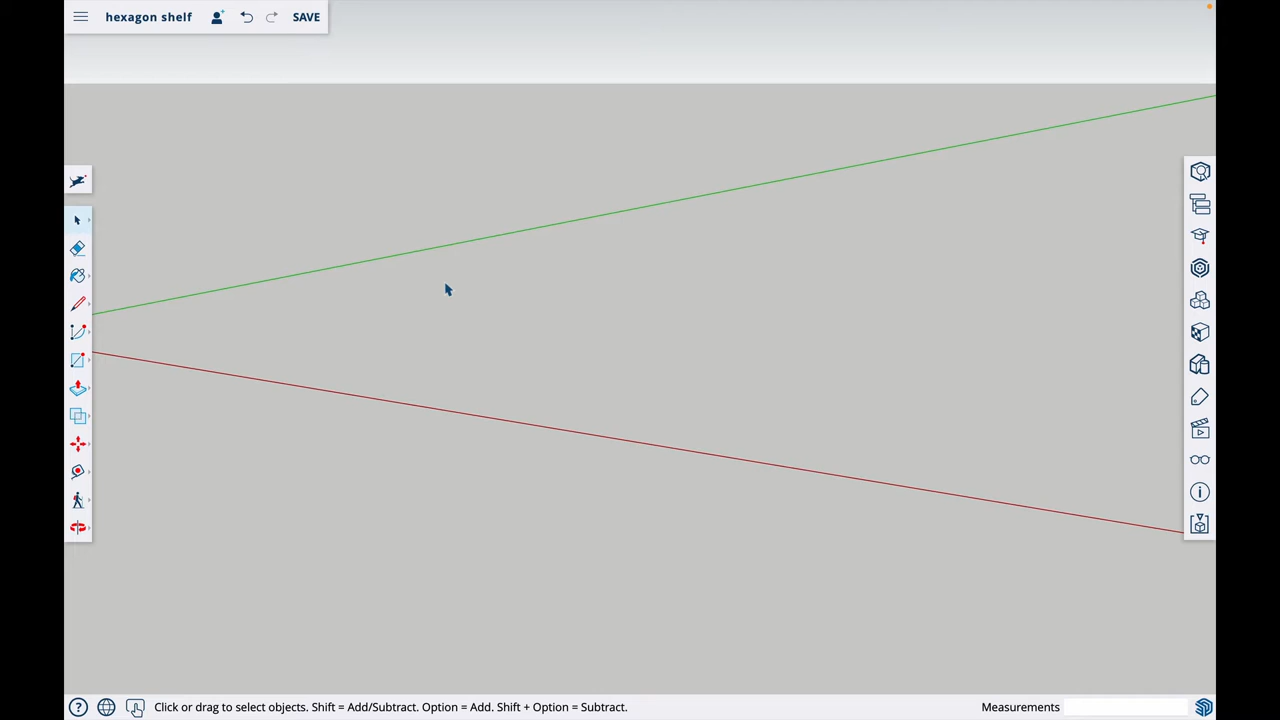 hexagon shelf SAVE
Click or drag to select objects. Shift = Add/Subtract. Option = Add. Shift + Option = Subtract. Measurements